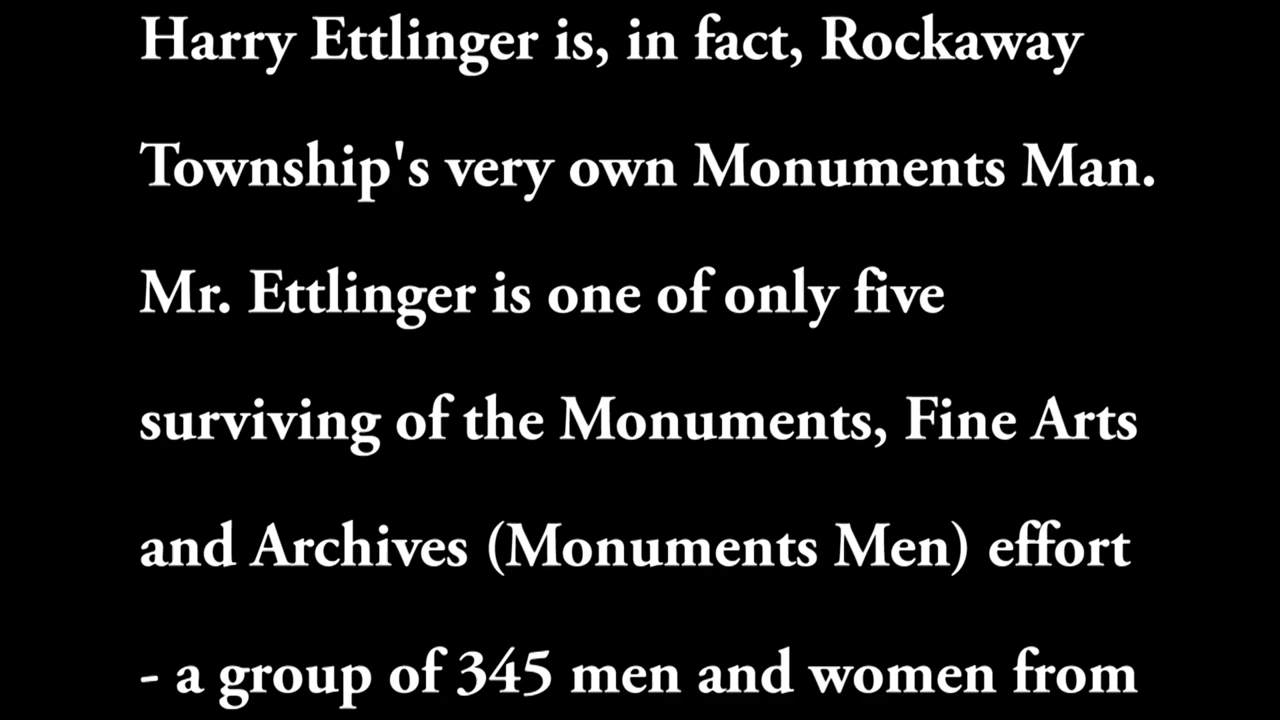 Harry Ettlinger is, in fact, Rockaway
Township's very own Monuments Man.
Mr. Ettlinger is one of only five
surviving of the Monuments, Fine Arts
and Archives (Monuments Men) effort
- a group of 345 men and women from